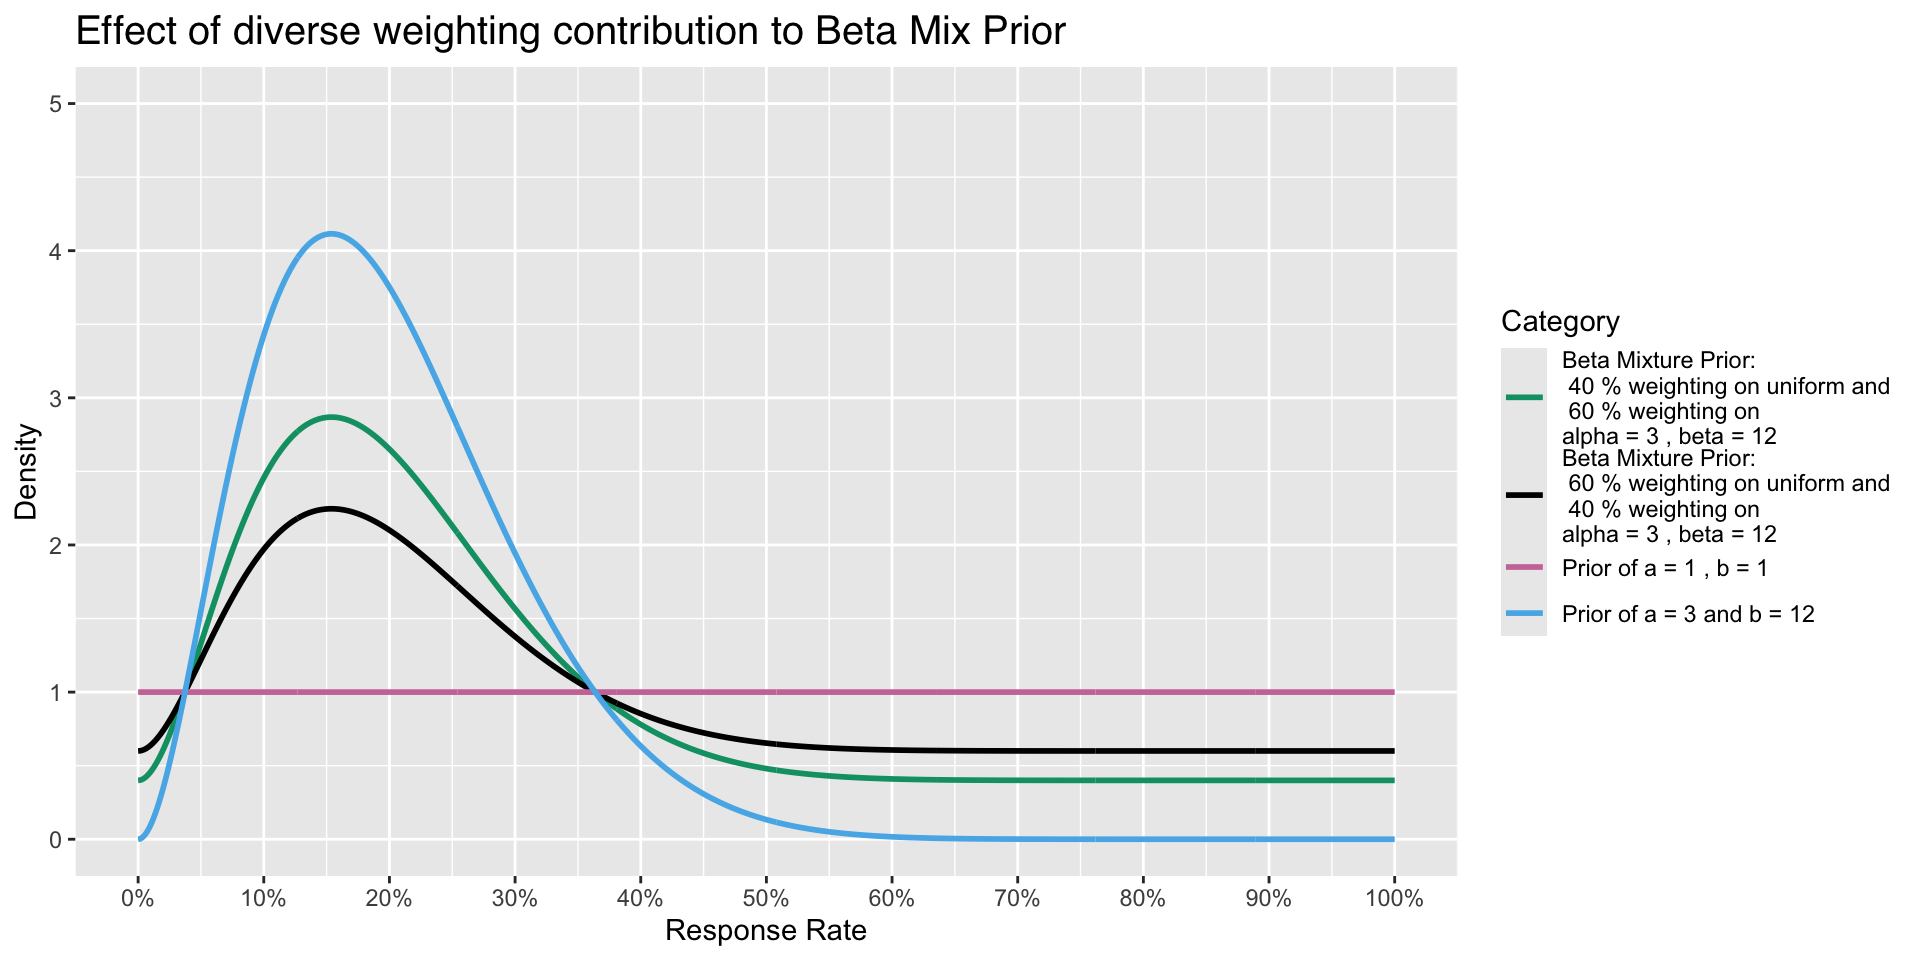 Effect of diverse weighting contribution to Beta Mix Prior
5
4
3
2
1
0
Density
0% 10% 20% 30% 40% 50% 60% 70% 80% 90% 100%
Response Rate
Category
Beta Mixture Prior:
40 % weighting on uniform and
60 % weighting on
alpha = 3 , beta = 12
Beta Mixture Prior:
60 % weighting on uniform and
40 % weighting on
alpha = 3 , beta = 12
Prior of a = 1 , b = 1
Prior of a = 3 and b = 12